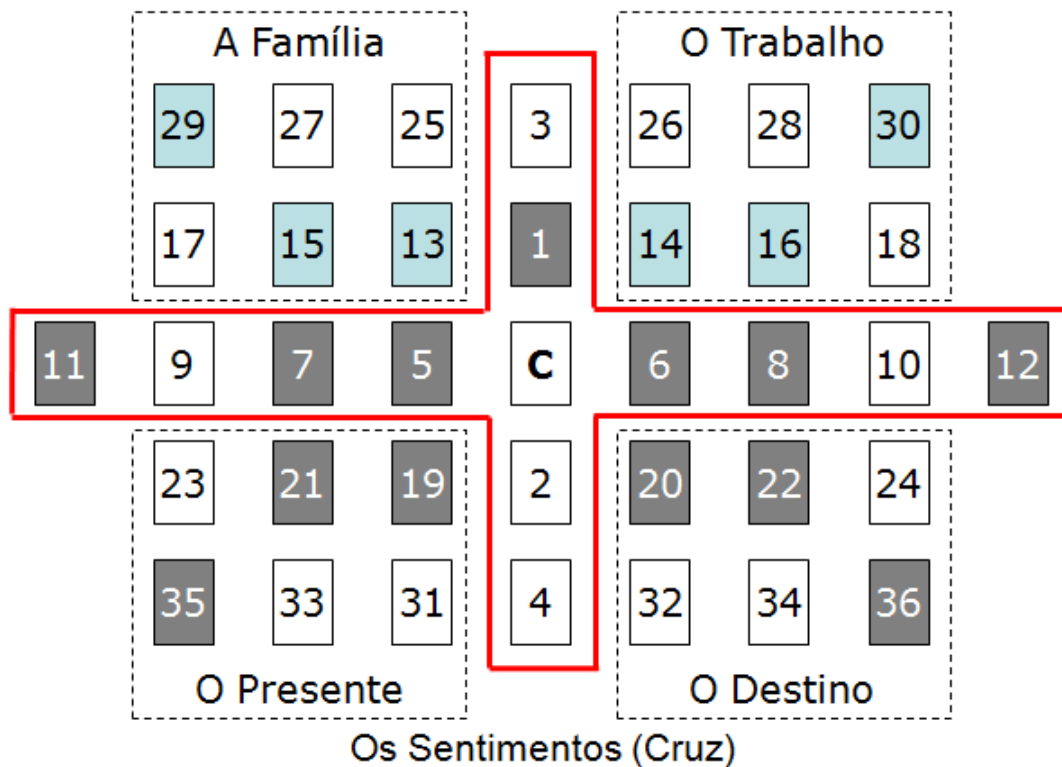 A Família O Trabalho
29 27 25 3 26 28 30
17 15 13 1 14 16 18
11 9 7 5 C 6 8 10 12
23 21 19 2 20 22 24
35 33 31 4 32 34 36
O Presente O Destino
Os Sentimentos (Cruz)